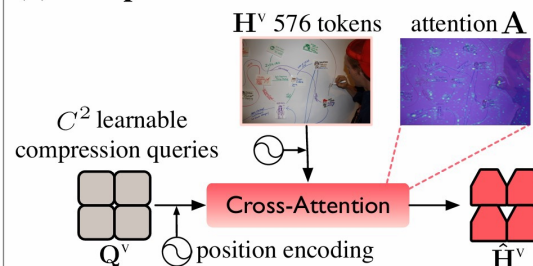 H^v 576 tokens
attention A
C^2 learnable
compression queries
Cross-Attention
Q^v
position encoding
Ĥ^v